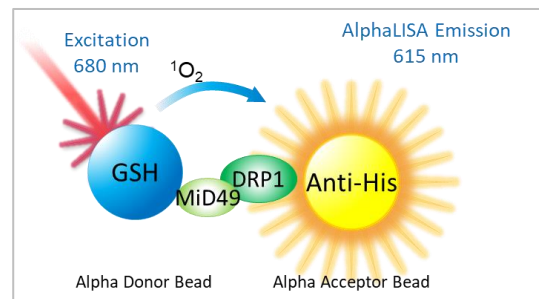 Excitation
680 nm
AlphaLISA Emission
615 nm
¹O₂
GSH
MiD49
DRP1
Anti-His
Alpha Donor Bead
Alpha Acceptor Bead